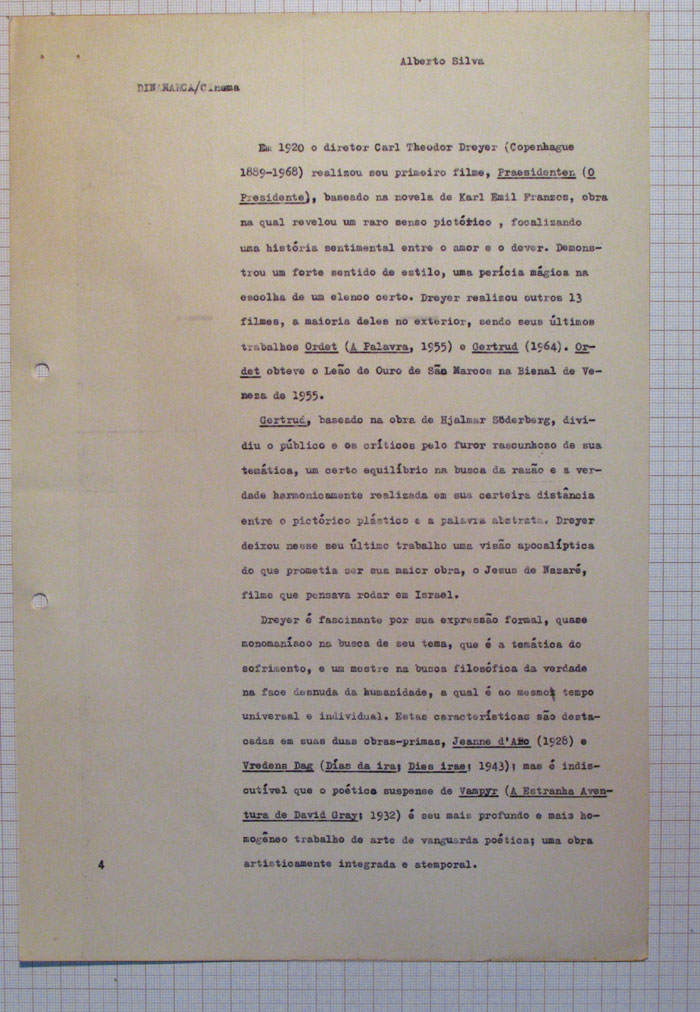 Alberto Silva
DINAMARCA/Cinema
Em 1920 o diretor Carl Theodor Dreyer (Copenhague
1889-1968) realizou seu primeiro filme, Praesidenten (O
Presidente), baseado na novela de Karl Emil Franzos, obra
na qual revelou um raro senso pictórico , focalizando
uma história sentimental entre o amor e o dever. Demons-
trou um forte sentido de estilo, uma perícia mágica na
escolha de um elenco certo. Dreyer realizou outros 13
filmes, a maioria deles no exterior, sendo seus últimos
trabalhos Ordet (A Palavra, 1955) e Gertrud (1964). Or-
det obteve o Leão de Ouro de São Marcos na Bienal de Ve-
neza de 1955.
Gertrud, baseado na obra de Hjalmar Söderberg, divi-
diu o público e os críticos pelo furor rascunhoso de sua
temática, um certo equilíbrio na busca da razão e a ver-
dade harmonicamente realizada em sua certeira distância
entre o pictórico plástico e a palavra abstrata. Dreyer
deixou nesse seu último trabalho uma visão apocalíptica
do que prometia ser sua maior obra, o Jesus de Nazaré,
filme que pensava rodar em Israel.
Dreyer é fascinante por sua expressão formal, quase
monomaníaco na busca de seu tema, que é a temática do
sofrimento, e um mestre na busca filosófica da verdade
na face desnuda da humanidade, a qual é ao mesmo tempo
universal e individual. Estas características são desta-
cadas em suas duas obras-primas, Jeanne d'Arc (1928) e
Vredens Dag (Días da ira; Dies irae; 1943); mas é indis-
cutível que o poético suspense de Vampyr (A Estranha Aven-
tura de David Gray; 1932) é seu mais profundo e mais ho-
mogêneo trabalho de arte de vanguarda poética; uma obra
artisticamente integrada e atemporal.
4